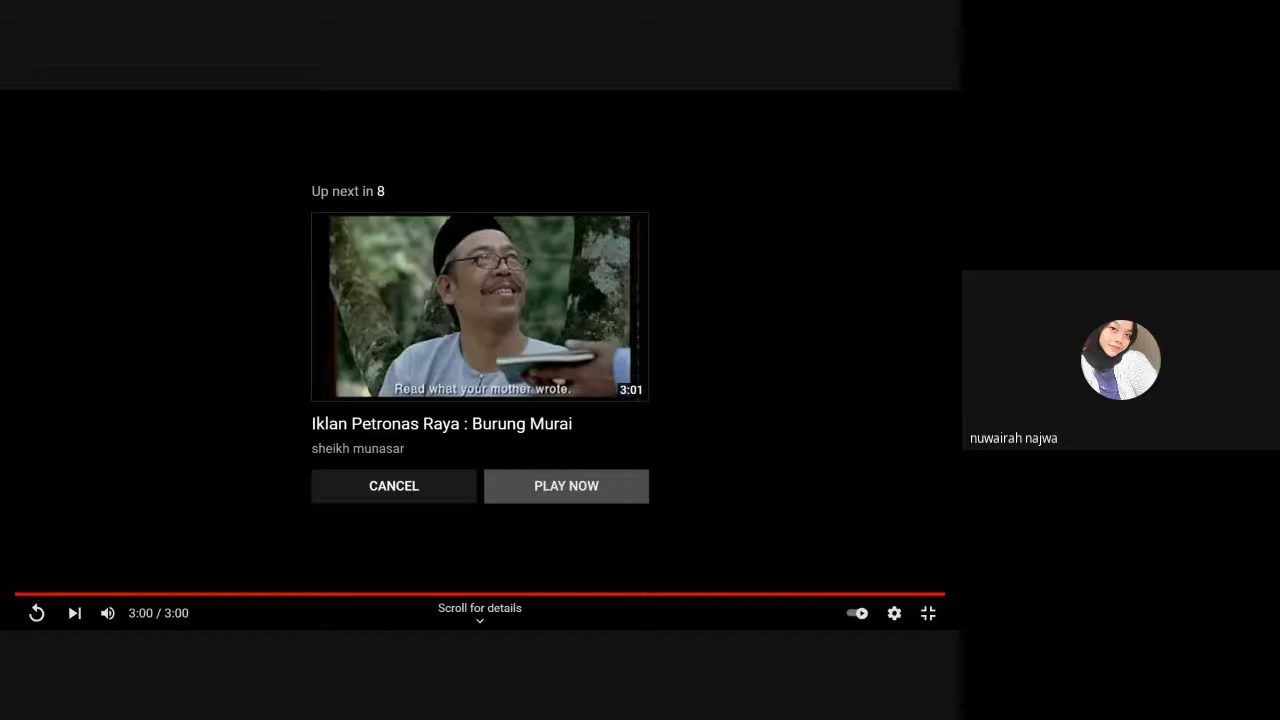 Up next in 8
Read what your mother wrote.
3:01
Iklan Petronas Raya : Burung Murai
sheikh munasar
CANCEL
PLAY NOW
nuwairah najwa
3:00 / 3:00
Scroll for details